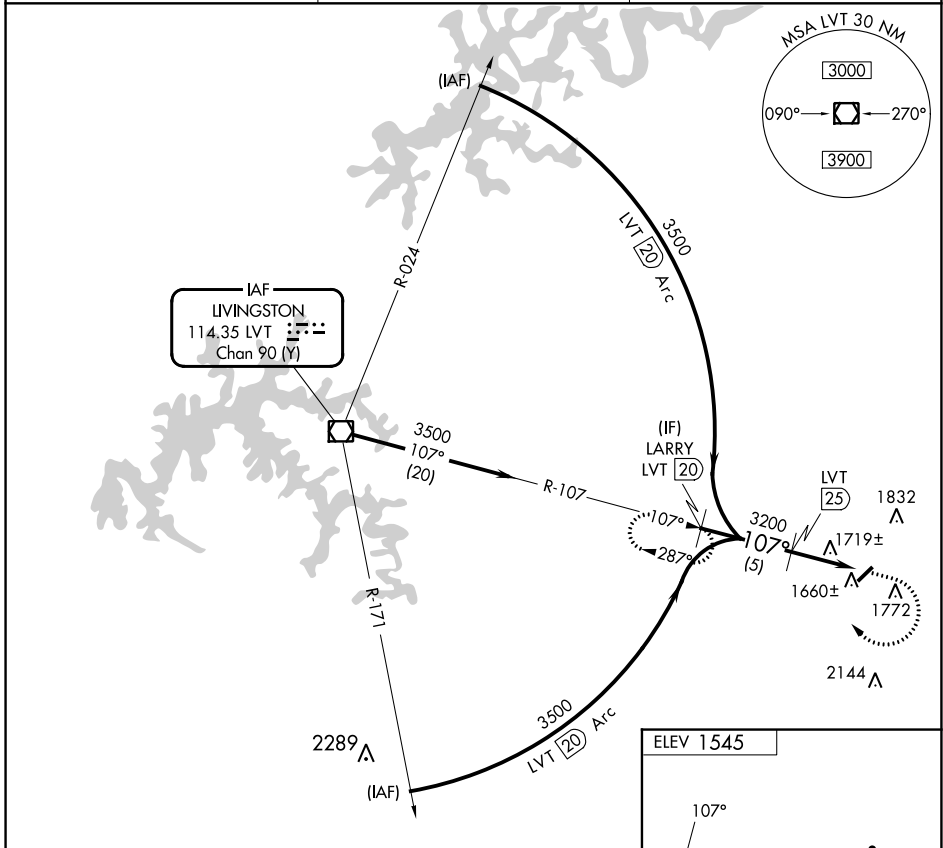 MSA LVT 30 NM
3000
090°
270°
3900
(IAF)
R-024
3500
LVT 20 Arc
IAF
LIVINGSTON
114.35 LVT
Chan 90 (Y)
3500
107°
(20)
R-107
(IF)
LARRY
LVT 20
107°
287°
3200
107°
(5)
LVT
25
1832
1719±
1660±
1772
2144
R-171
3500
LVT 20 Arc
2289
(IAF)
ELEV 1545
107°